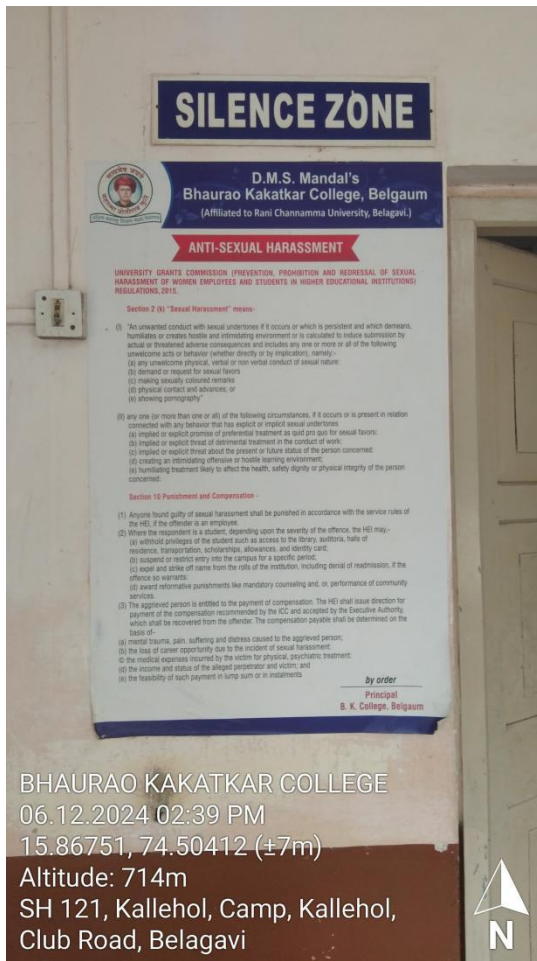 SILENCE ZONE
D.M.S. Mandal's
Bhaurao Kakatkar College, Belgaum
(Affiliated to Rani Channamma University, Belagavi.)
ANTI-SEXUAL HARASSMENT
UNIVERSITY GRANTS COMMISSION (PREVENTION, PROHIBITION AND REDRESSAL OF SEXUAL
HARASSMENT OF WOMEN EMPLOYEES AND STUDENTS IN HIGHER EDUCATIONAL INSTITUTIONS)
REGULATIONS, 2015.
Section 2 (k) "Sexual Harassment" means-
(i) "An unwanted conduct with sexual undertones if it occurs or which is persistent and which demeans,
humiliates or creates hostile and intimidating environment or is calculated to induce submission by
actual or threatened adverse consequences and includes any one or more or all of the following
unwelcome acts or behavior (whether directly or by implication), namely:-
(a) any unwelcome physical, verbal or non verbal conduct of sexual nature:
(b) demand or request for sexual favors
(c) making sexually coloured remarks
(d) physical contact and advances; or
(e) showing pornography"
(ii) any one (or more than one or all) of the following circumstances, if it occurs or is present in relation
connected with any behavior that has explicit or implicit sexual undertones
(a) implied or explicit promise of preferential treatment as quid pro quo for sexual favors;
(b) implied or explicit threat of detrimental treatment in the conduct of work:
(c) implied or explicit threat about the present or future status of the person concerned:
(d) creating an intimidating offensive or hostile learning environment;
(e) humiliating treatment likely to affect the health, safety dignity or physical integrity of the person
concerned:
Section 10 Punishment and Compensation -
(1) Anyone found guilty of sexual harassment shall be punished in accordance with the service rules of
the HEI, if the offender is an employee.
(2) Where the respondent is a student, depending upon the severity of the offence, the HEI may,-
(a) withhold privileges of the student such as access to the library, auditoria, halls of
residence, transportation, scholarships, allowances, and identity card;
(b) suspend or restrict entry into the campus for a specific period;
(c) expel and strike off name from the rolls of the institution, including denial of readmission, if the
offence so warrants:
(d) award reformative punishments like mandatory counseling and, or, performance of community
services.
(3) The aggrieved person is entitled to the payment of compensation. The HEI shall issue direction for
payment of the compensation recommended by the ICC and accepted by the Executive Authority,
which shall be recovered from the offender. The compensation payable shall be determined on the
basis of-
(a) mental trauma, pain, suffering and distress caused to the aggrieved person;
(b) the loss of career opportunity due to the incident of sexual harassment:
© the medical expenses incurred by the victim for physical, psychiatric treatment:
(d) the income and status of the alleged perpetrator and victim; and
(e) the feasibility of such payment in lump sum or in instalments
by order
Principal
B. K. College, Belgaum
BHAURAO KAKATKAR COLLEGE
06.12.2024 02:39 PM
15.86751, 74.50412 (±7m)
Altitude: 714m
SH 121, Kallehol, Camp, Kallehol,
Club Road, Belagavi
N